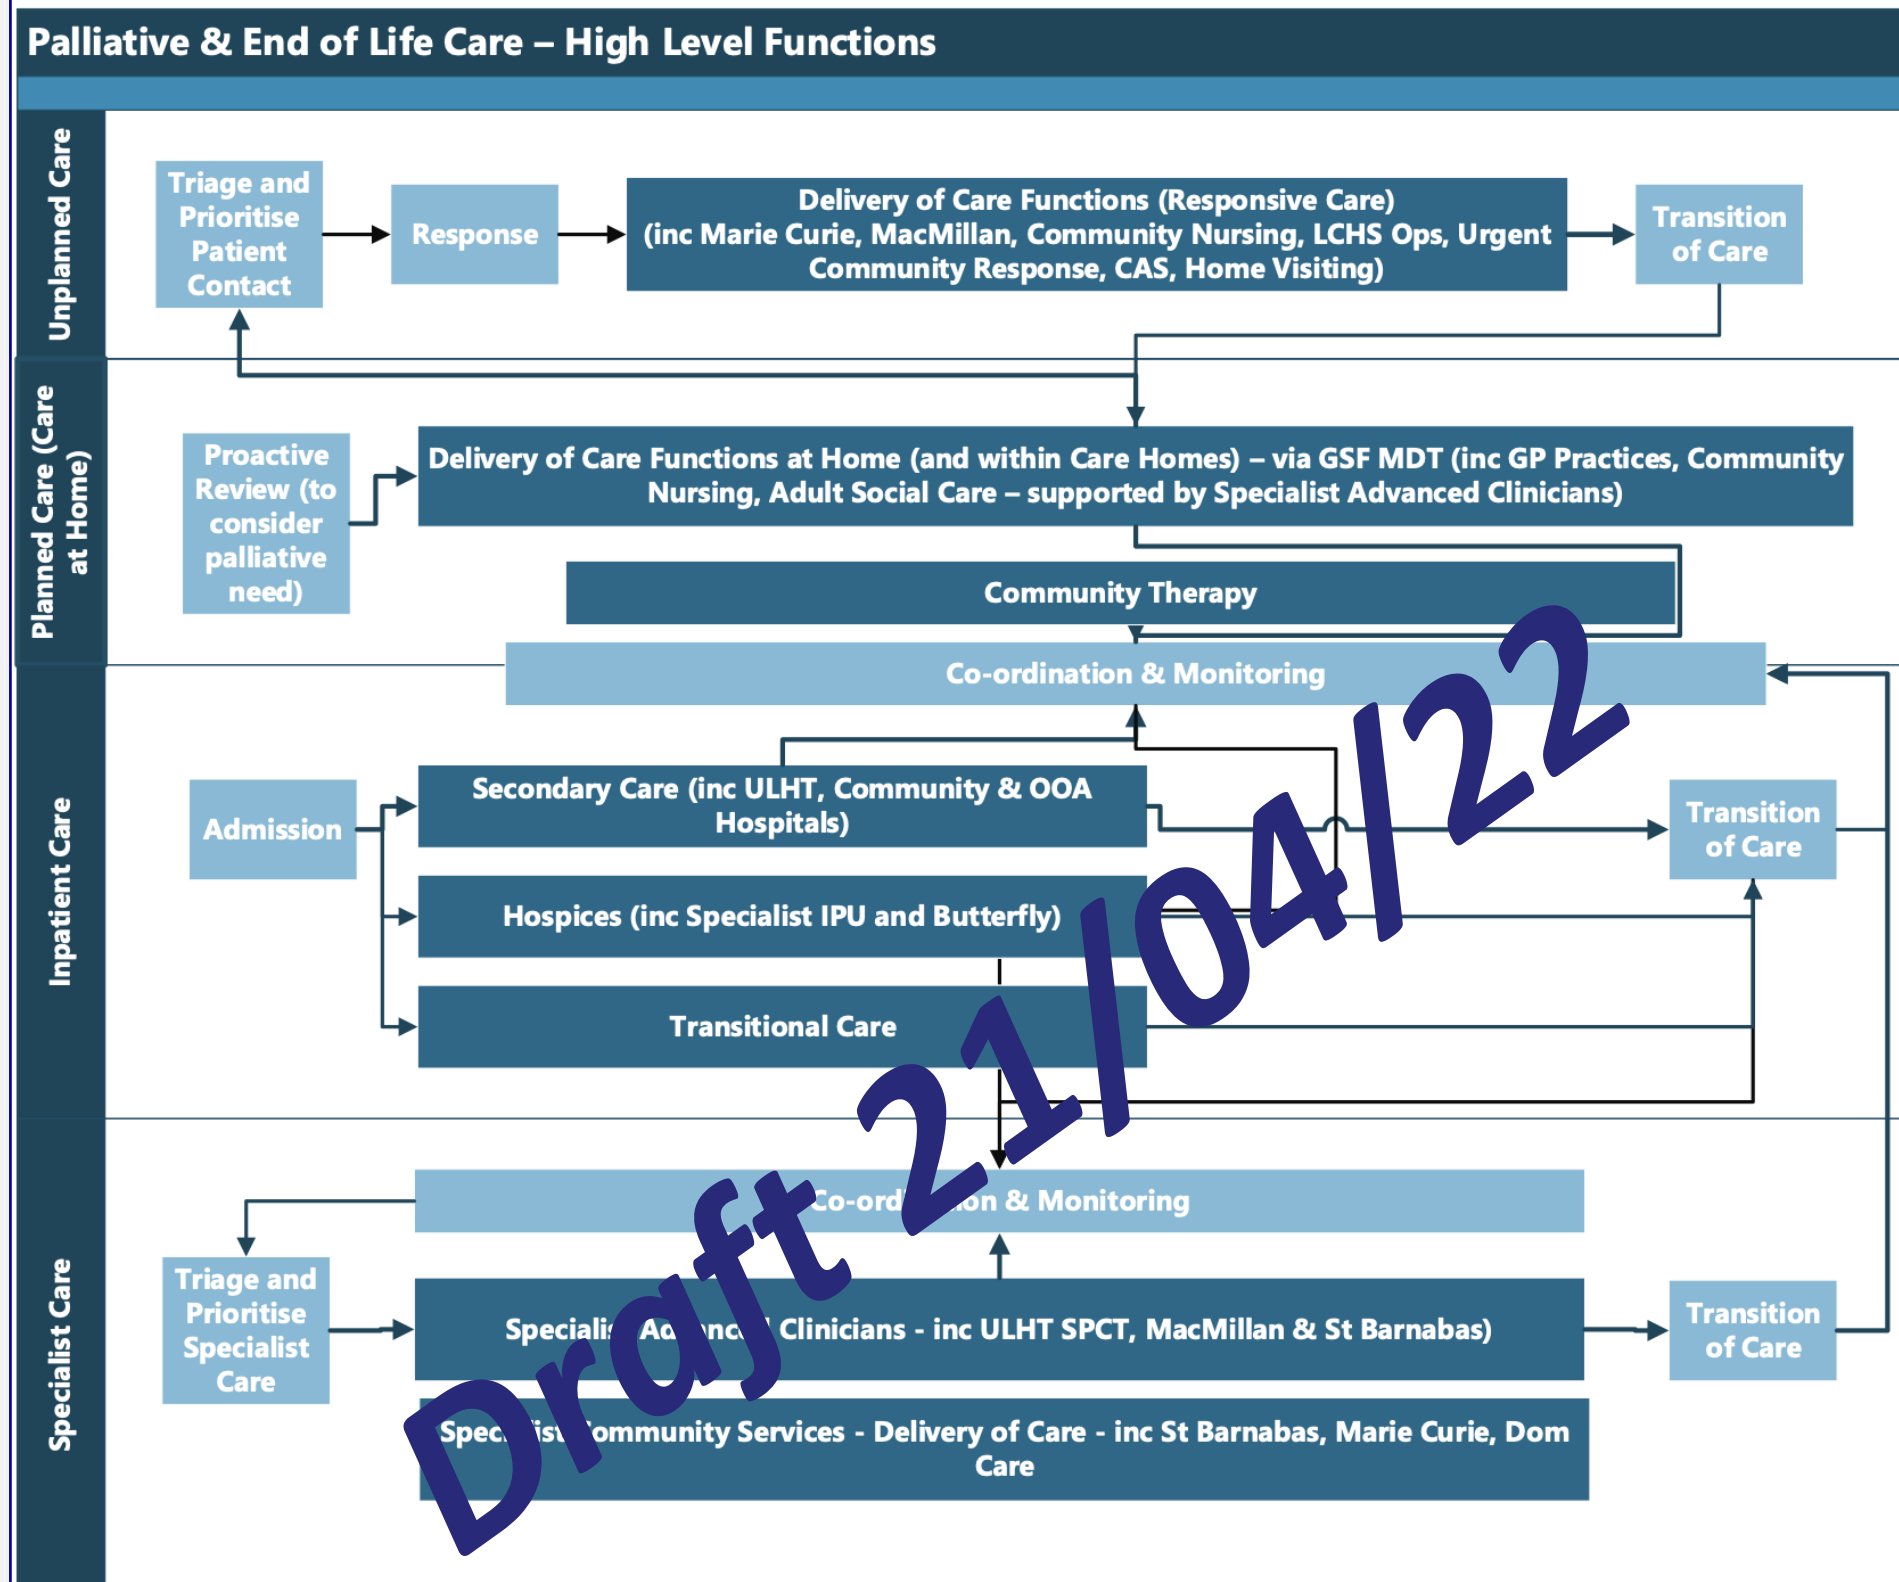 Palliative & End of Life Care – High Level Functions
Unplanned Care
Triage and
Prioritise
Patient
Contact
Response
Delivery of Care Functions (Responsive Care)
(inc Marie Curie, MacMillan, Community Nursing, LCHS Ops, Urgent
Community Response, CAS, Home Visiting)
Transition
of Care
Planned Care (Care
at Home)
Proactive
Review (to
consider
palliative
need)
Delivery of Care Functions at Home (and within Care Homes) – via GSF MDT (inc GP Practices, Community
Nursing, Adult Social Care – supported by Specialist Advanced Clinicians)
Community Therapy
Co-ordination & Monitoring
Inpatient Care
Admission
Secondary Care (inc ULHT, Community & OOA
Hospitals)
Transition
of Care
Hospices (inc Specialist IPU and Butterfly)
Transitional Care
Specialist Care
Co-ordination & Monitoring
Triage and
Prioritise
Specialist
Care
Specialist Advanced Clinicians - inc ULHT SPCT, MacMillan & St Barnabas)
Transition
of Care
Specialist Community Services - Delivery of Care - inc St Barnabas, Marie Curie, Dom
Care
Draft 21/04/22